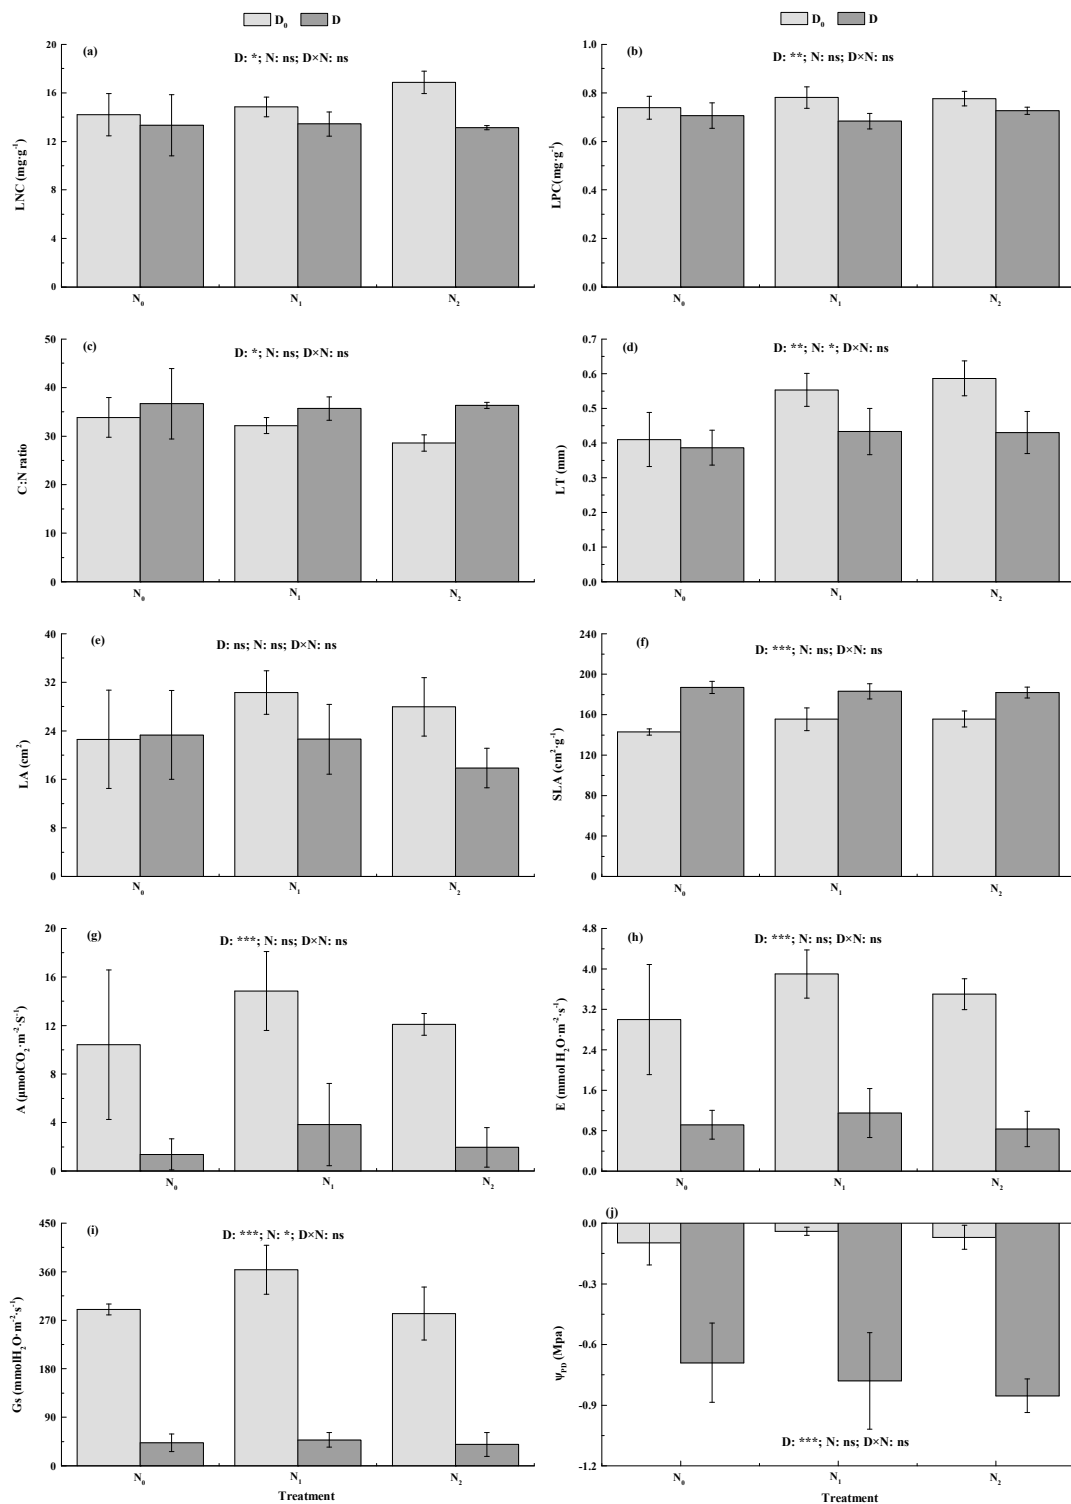 D₀ D
D₀ D
(a)
D: *; N: ns; D×N: ns
LNC (mg·g⁻¹)
20
16
12
8
4
0
N₀ N₁ N₂
(b)
D: **; N: ns; D×N: ns
LPC(mg·g⁻¹)
1.0
0.8
0.6
0.4
0.2
0.0
N₀ N₁ N₂
(c)
D: *; N: ns; D×N: ns
C:N ratio
50
40
30
20
10
0
N₀ N₁ N₂
(d)
D: **; N: *; D×N: ns
LT (mm)
0.7
0.6
0.5
0.4
0.3
0.2
0.1
0.0
N₀ N₁ N₂
(e)
D: ns; N: ns; D×N: ns
LA (cm²)
40
32
24
16
8
0
N₀ N₁ N₂
(f)
D: ***; N: ns; D×N: ns
SLA (cm²·g⁻¹)
240
200
160
120
80
40
0
N₀ N₁ N₂
(g)
D: ***; N: ns; D×N: ns
A (μmolCO₂·m⁻²·S⁻¹)
20
16
12
8
4
0
N₀ N₁ N₂
(h)
D: ***; N: ns; D×N: ns
E (mmol H₂O·m⁻²·s⁻¹)
4.8
4.0
3.2
2.4
1.6
0.8
0.0
N₀ N₁ N₂
(i)
D: ***; N: *; D×N: ns
Gs (mmolH₂O·m⁻²·s⁻¹)
450
360
270
180
90
0
N₀ N₁ N₂
Treatment
(j)
Ψ_PD (Mpa)
0.0
-0.3
-0.6
-0.9
-1.2
D: ***; N: ns; D×N: ns
N₀ N₁ N₂
Treatment